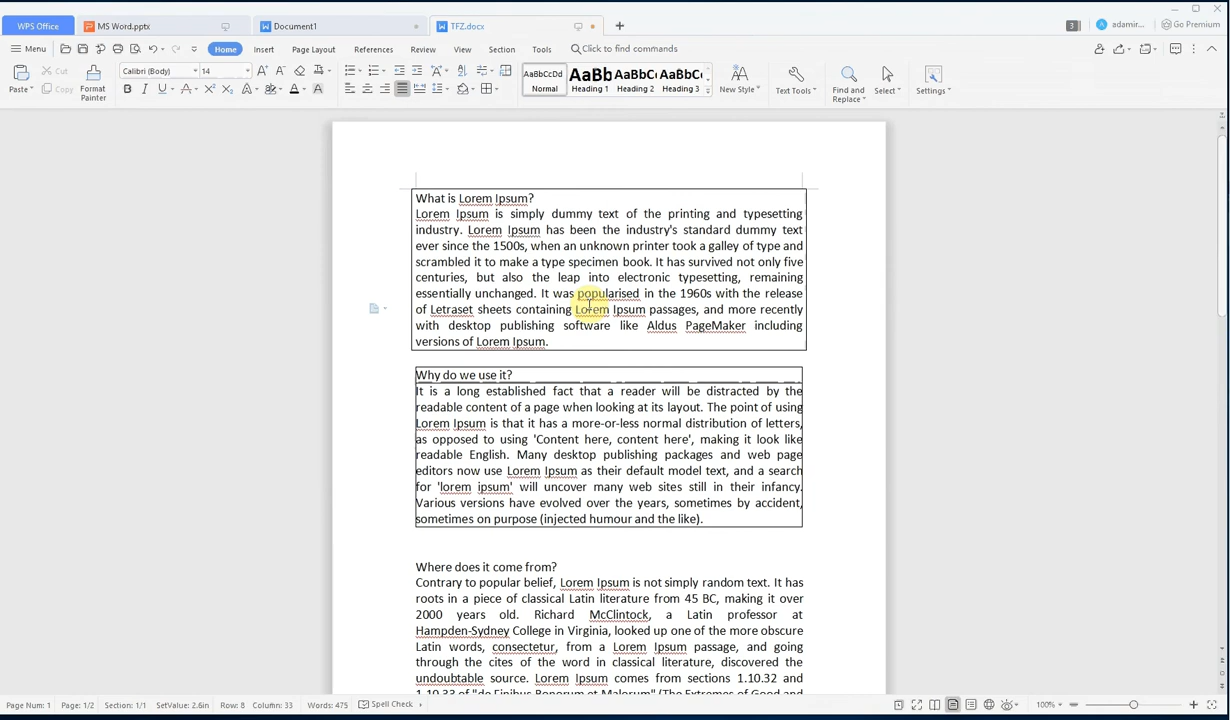 WPS Office MS Word.pptx Document1 TFZ.docx 3 adamir... Go Premium
Menu Home Insert Page Layout References Review View Section Tools Click to find commands
Paste Cut Copy Format Painter Calibri (Body) 14 AaBbCcDd Normal AaBb Heading 1 AaBbC Heading 2 AaBbC Heading 3 New Style Text Tools Find and Replace Select Settings
What is Lorem Ipsum?
Lorem Ipsum is simply dummy text of the printing and typesetting
industry. Lorem Ipsum has been the industry's standard dummy text
ever since the 1500s, when an unknown printer took a galley of type and
scrambled it to make a type specimen book. It has survived not only five
centuries, but also the leap into electronic typesetting, remaining
essentially unchanged. It was popularised in the 1960s with the release
of Letraset sheets containing Lorem Ipsum passages, and more recently
with desktop publishing software like Aldus PageMaker including
versions of Lorem Ipsum.
Why do we use it?
It is a long established fact that a reader will be distracted by the
readable content of a page when looking at its layout. The point of using
Lorem Ipsum is that it has a more-or-less normal distribution of letters,
as opposed to using 'Content here, content here', making it look like
readable English. Many desktop publishing packages and web page
editors now use Lorem Ipsum as their default model text, and a search
for 'lorem ipsum' will uncover many web sites still in their infancy.
Various versions have evolved over the years, sometimes by accident,
sometimes on purpose (injected humour and the like).
Where does it come from?
Contrary to popular belief, Lorem Ipsum is not simply random text. It has
roots in a piece of classical Latin literature from 45 BC, making it over
2000 years old. Richard McClintock, a Latin professor at
Hampden-Sydney College in Virginia, looked up one of the more obscure
Latin words, consectetur, from a Lorem Ipsum passage, and going
through the cites of the word in classical literature, discovered the
undoubtable source. Lorem Ipsum comes from sections 1.10.32 and
1.10.33 of "de Finibus Bonorum et Malorum" (The Extremes of Good and
Page Num: 1 Page: 1/2 Section: 1/1 SetValue: 2.6in Row: 8 Column: 33 Words: 475 Spell Check 100%